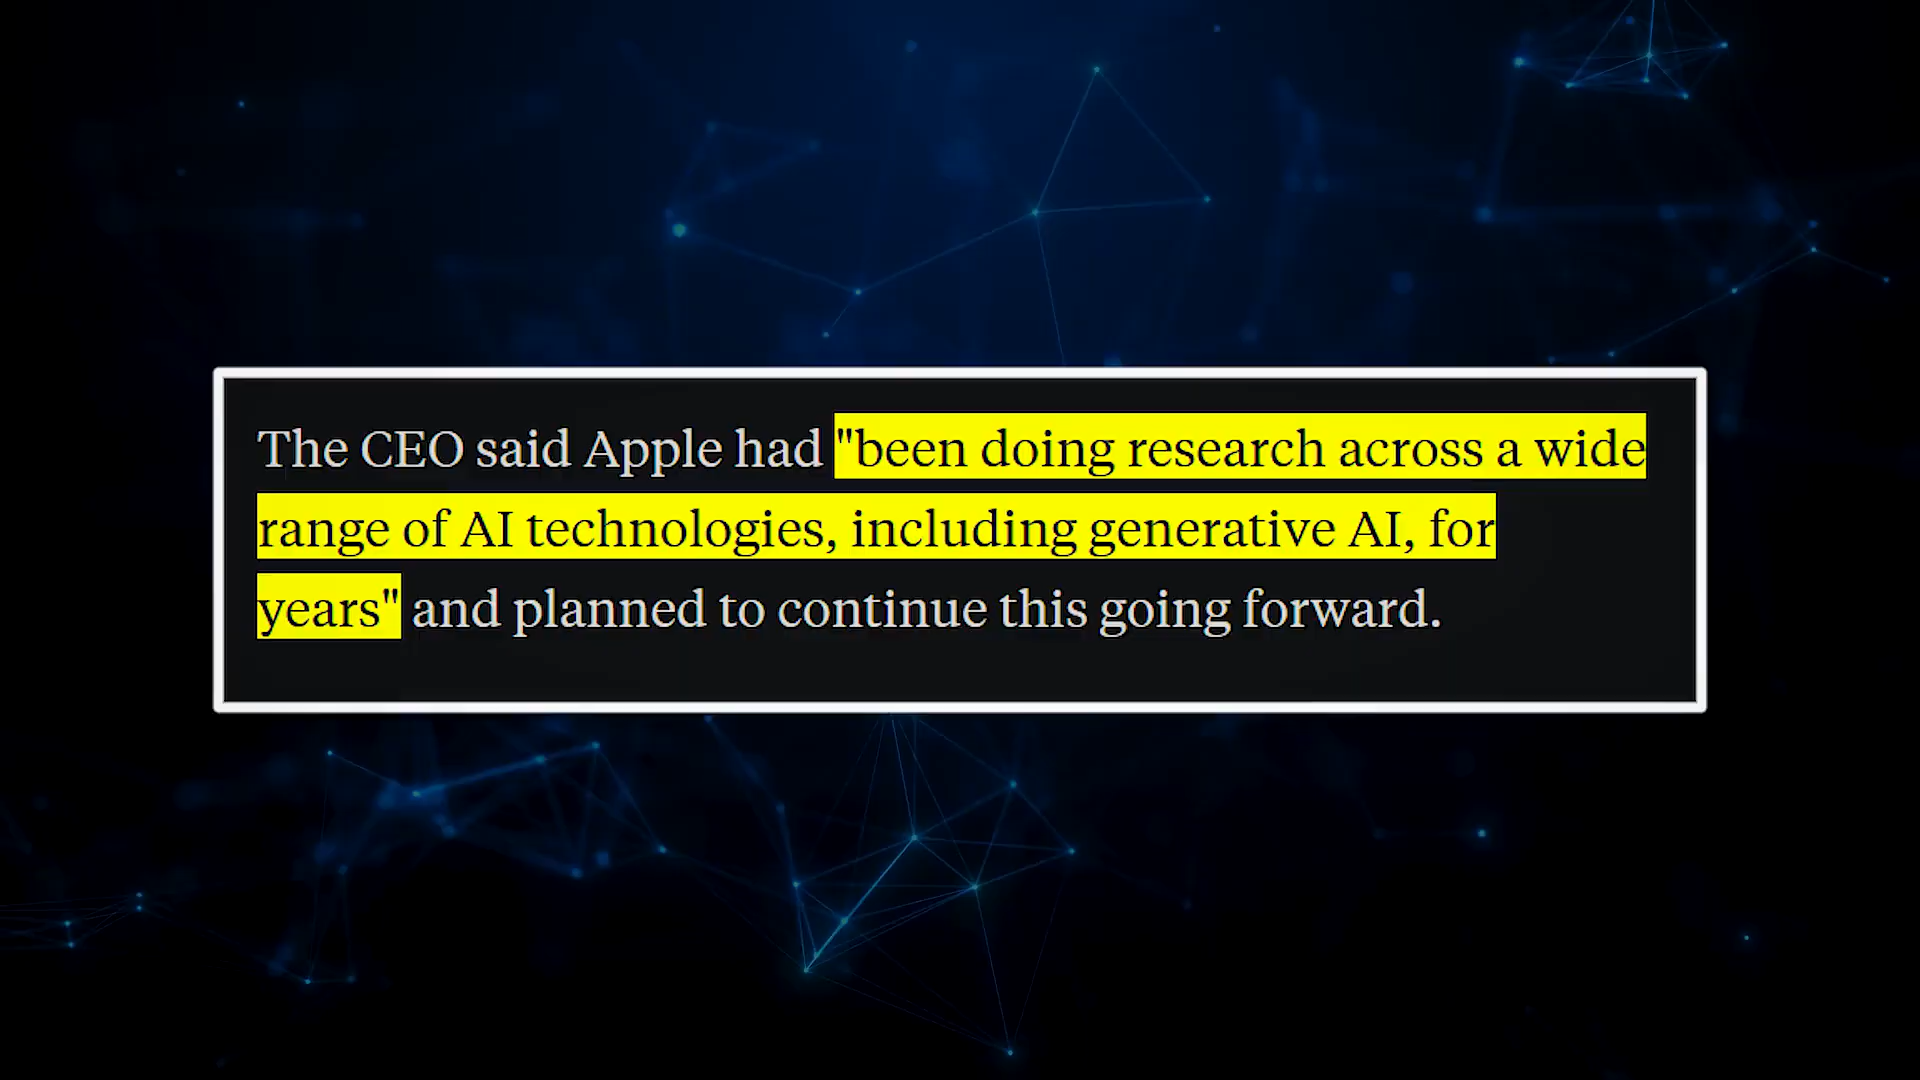 The CEO said Apple had "been doing research across a wide
range of AI technologies, including generative AI, for
years" and planned to continue this going forward.